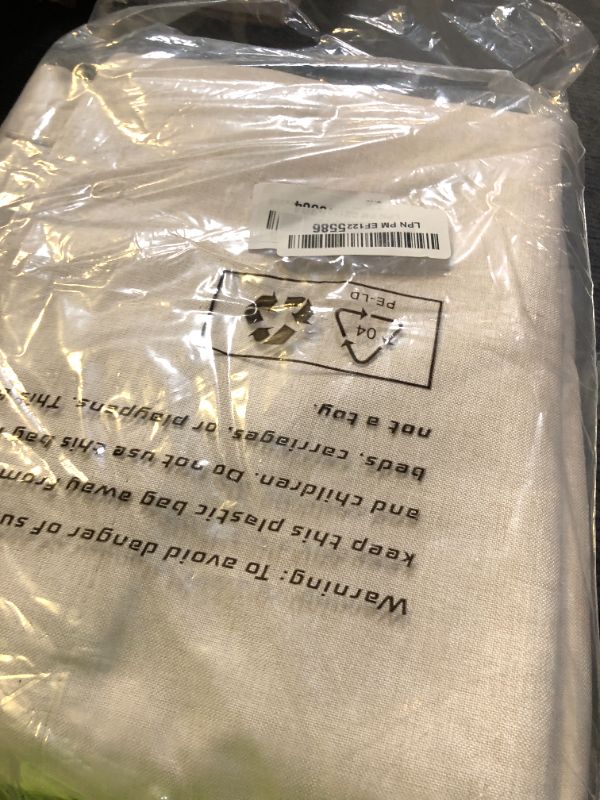 Warning: To avoid danger of su
keep this plastic bag away from
and children. Do not use this bag
beds, carriages, or playpens. This
not a toy.
04
PE-LD
LPN PM EF1225586